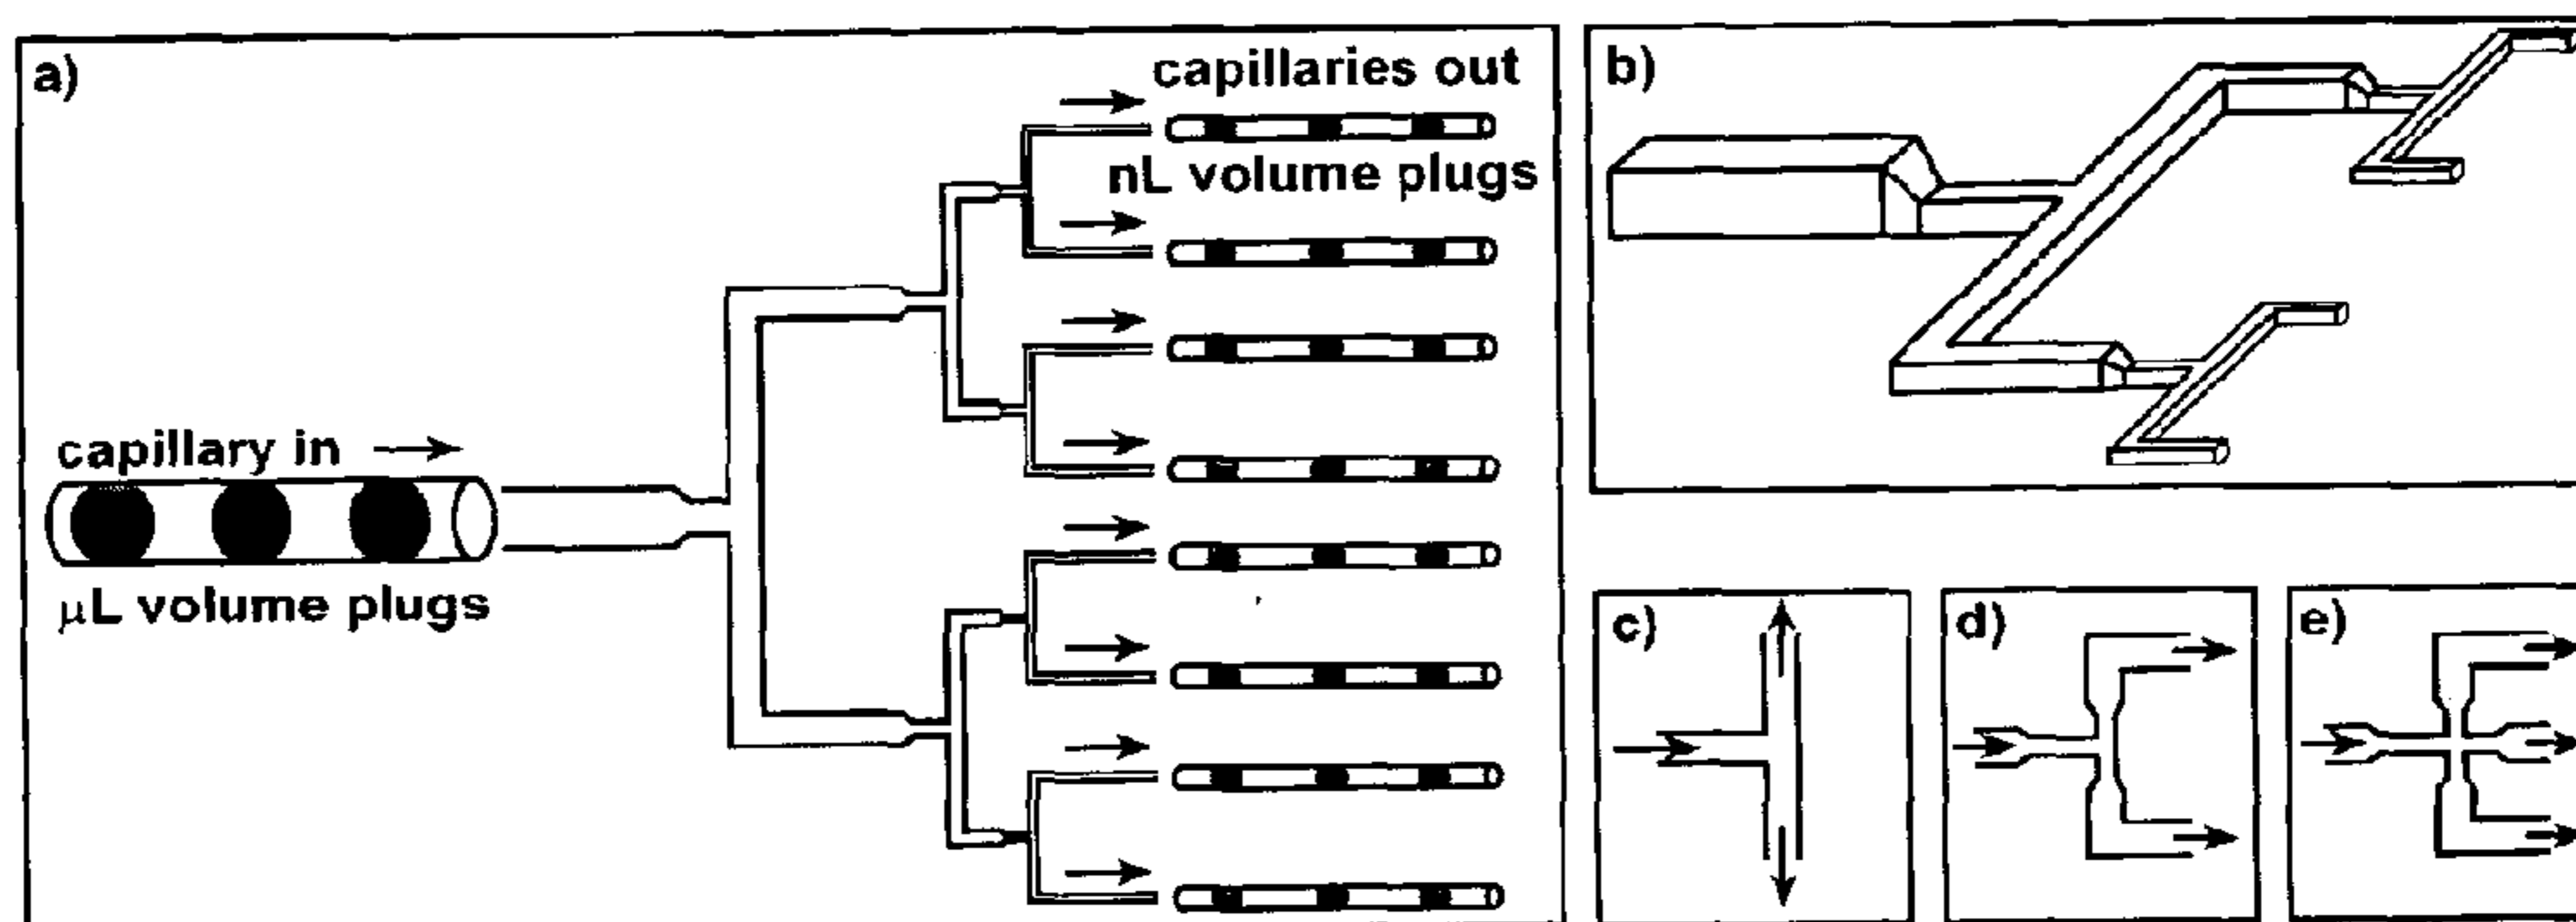 a)
capillaries out
nL volume plugs
capillary in
μL volume plugs
b)
c)
d)
e)